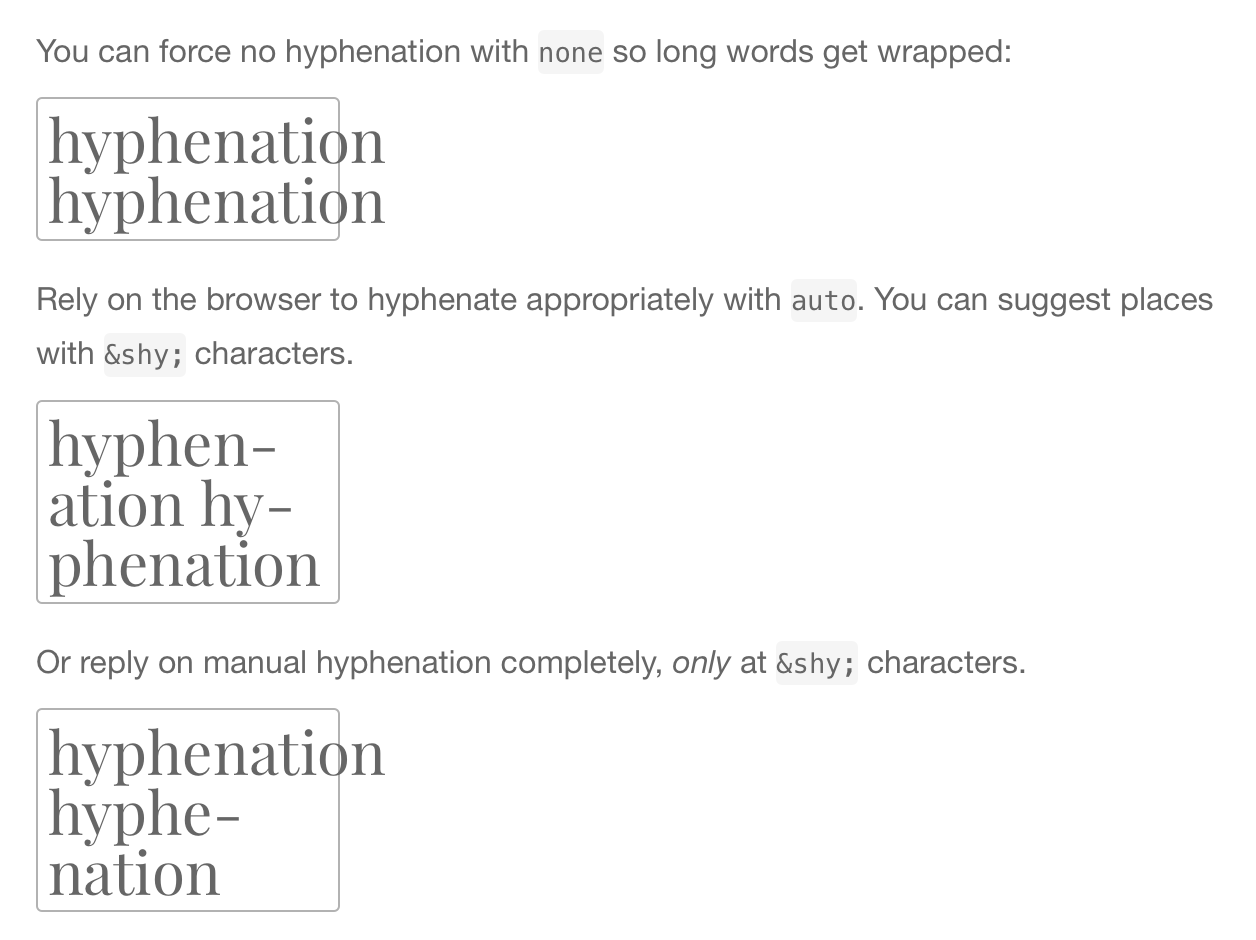 You can force no hyphenation with none so long words get wrapped:
hyphenation
hyphenation
Rely on the browser to hyphenate appropriately with auto. You can suggest places
with &shy; characters.
hyphen-
ation hy-
phenation
Or reply on manual hyphenation completely, only at &shy; characters.
hyphenation
hyphe-
nation